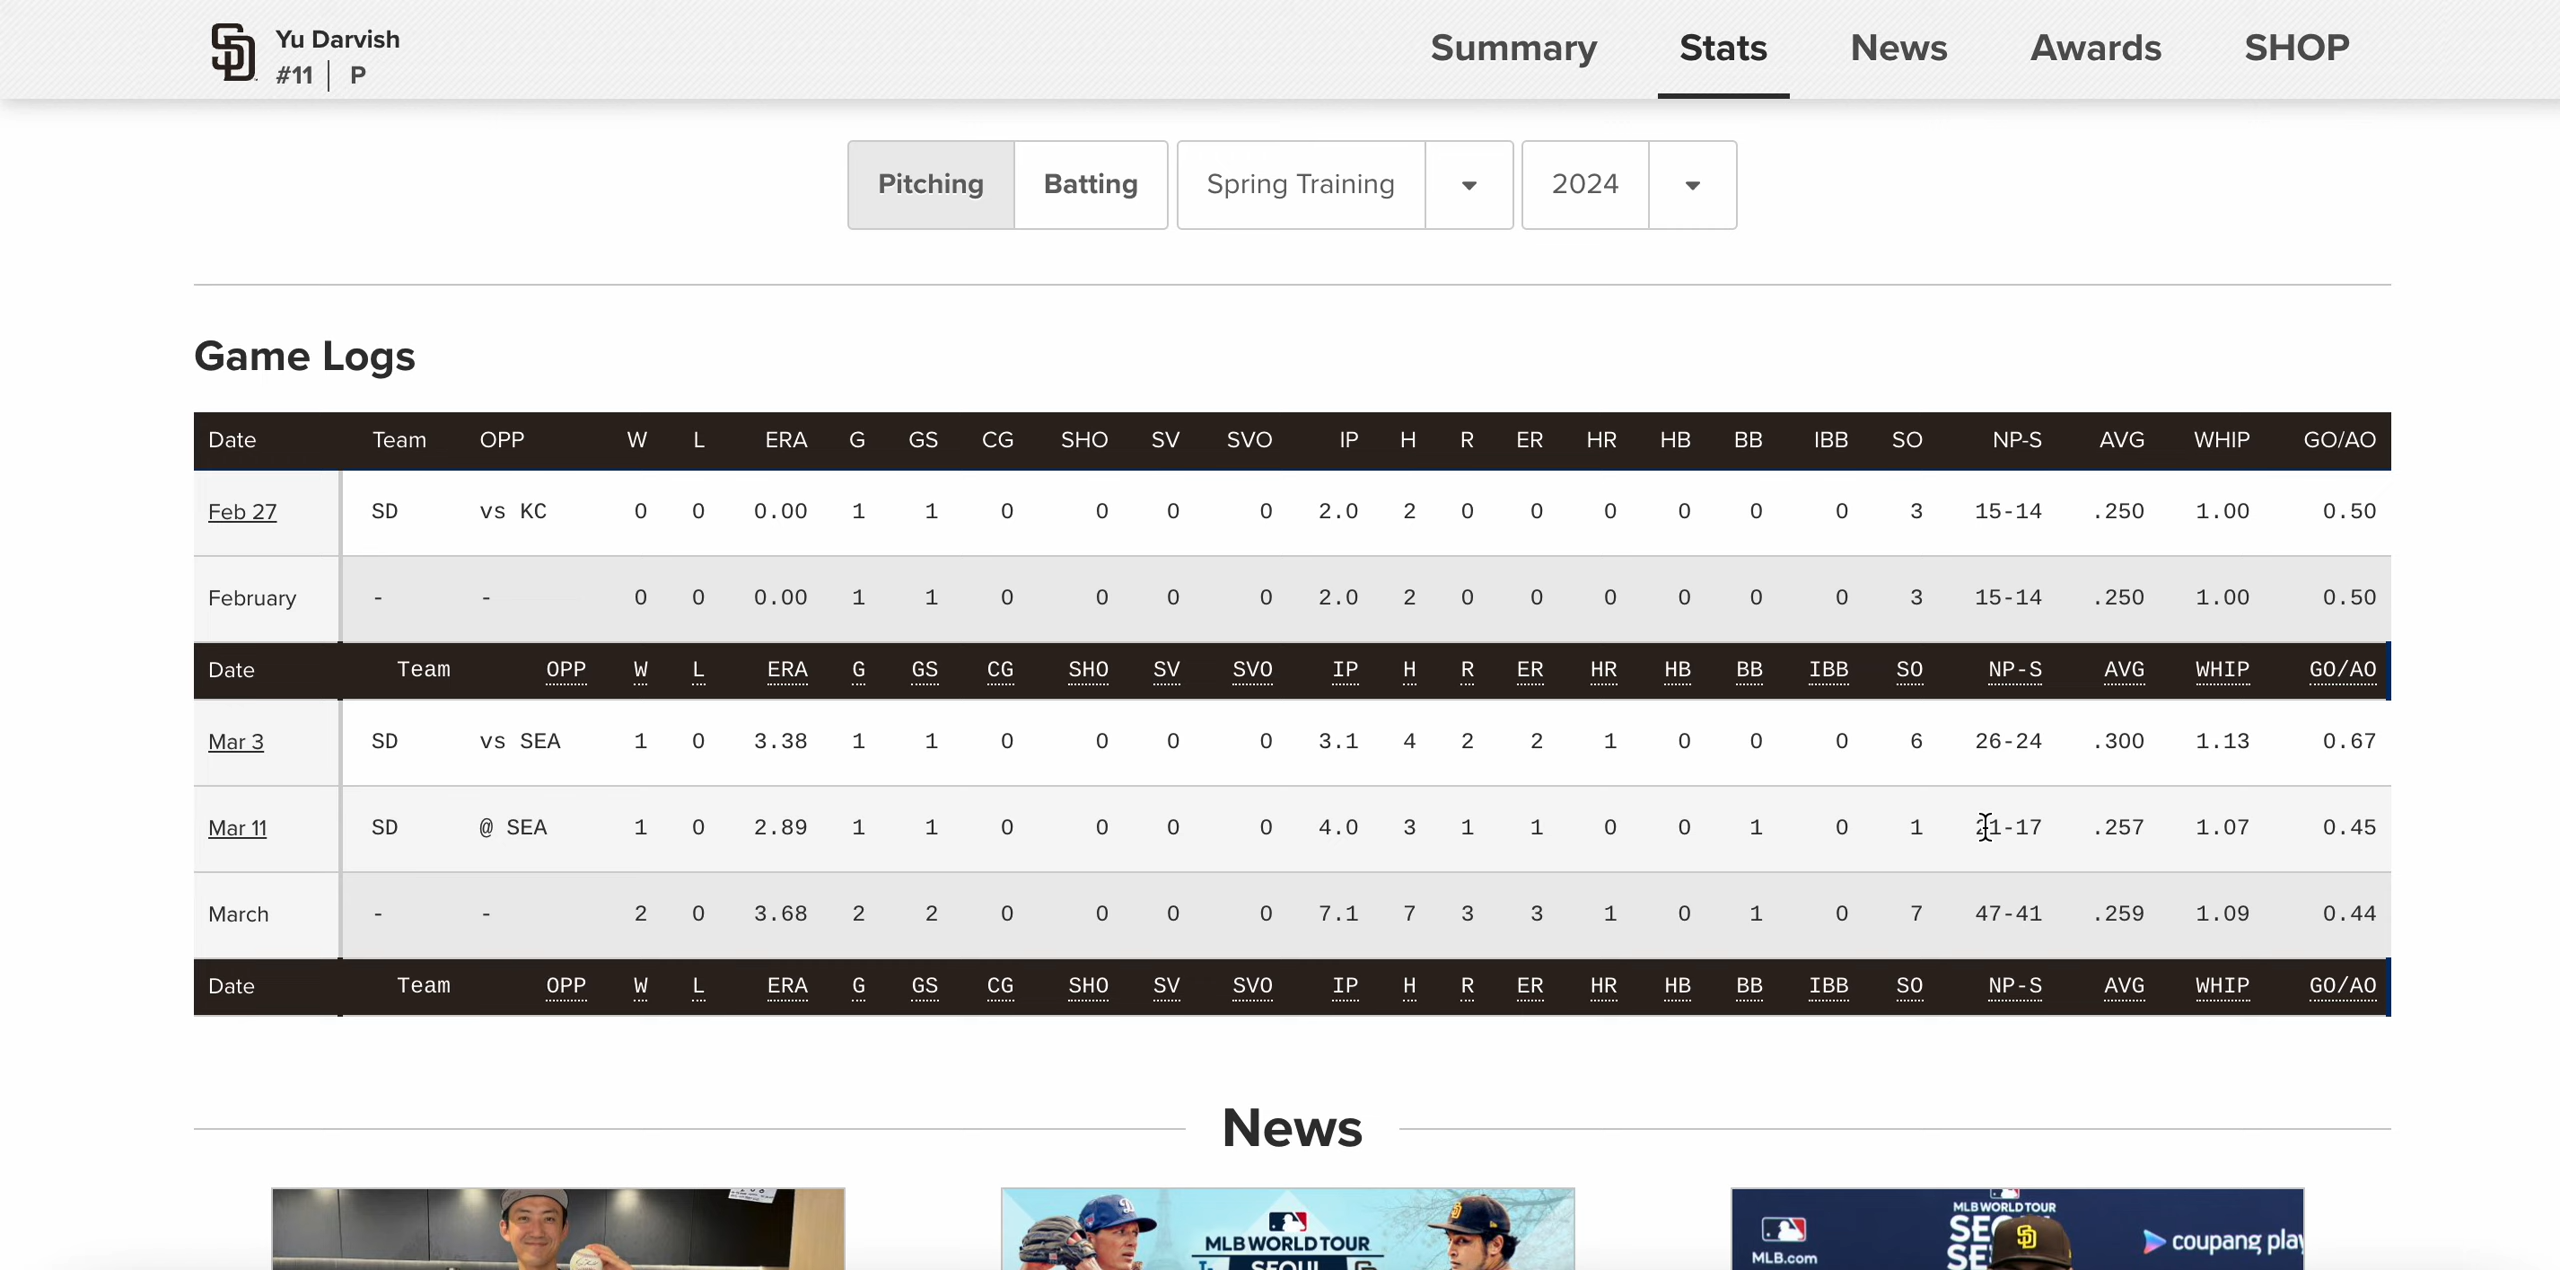 Yu Darvish
#11 | P
Summary Stats News Awards SHOP
Pitching Batting Spring Training 2024
Game Logs
Date Team OPP W L ERA G GS CG SHO SV SVO IP H R ER HR HB BB IBB SO NP-S AVG WHIP GO/AO
Feb 27 SD vs KC 0 0 0.00 1 1 0 0 0 0 2.0 2 0 0 0 0 0 0 3 15-14 .250 1.00 0.50
February - - 0 0 0.00 1 1 0 0 0 0 2.0 2 0 0 0 0 0 0 3 15-14 .250 1.00 0.50
Date Team OPP W L ERA G GS CG SHO SV SVO IP H R ER HR HB BB IBB SO NP-S AVG WHIP GO/AO
Mar 3 SD vs SEA 1 0 3.38 1 1 0 0 0 0 3.1 4 2 2 1 0 0 0 6 26-24 .300 1.13 0.67
Mar 11 SD @ SEA 1 0 2.89 1 1 0 0 0 0 4.0 3 1 1 0 0 1 0 1 21-17 .257 1.07 0.45
March - - 2 0 3.68 2 2 0 0 0 0 7.1 7 3 3 1 0 1 0 7 47-41 .259 1.09 0.44
Date Team OPP W L ERA G GS CG SHO SV SVO IP H R ER HR HB BB IBB SO NP-S AVG WHIP GO/AO
News
MLB WORLD TOUR
SEOUL
MLB WORLD TOUR
MLB.com
coupang play